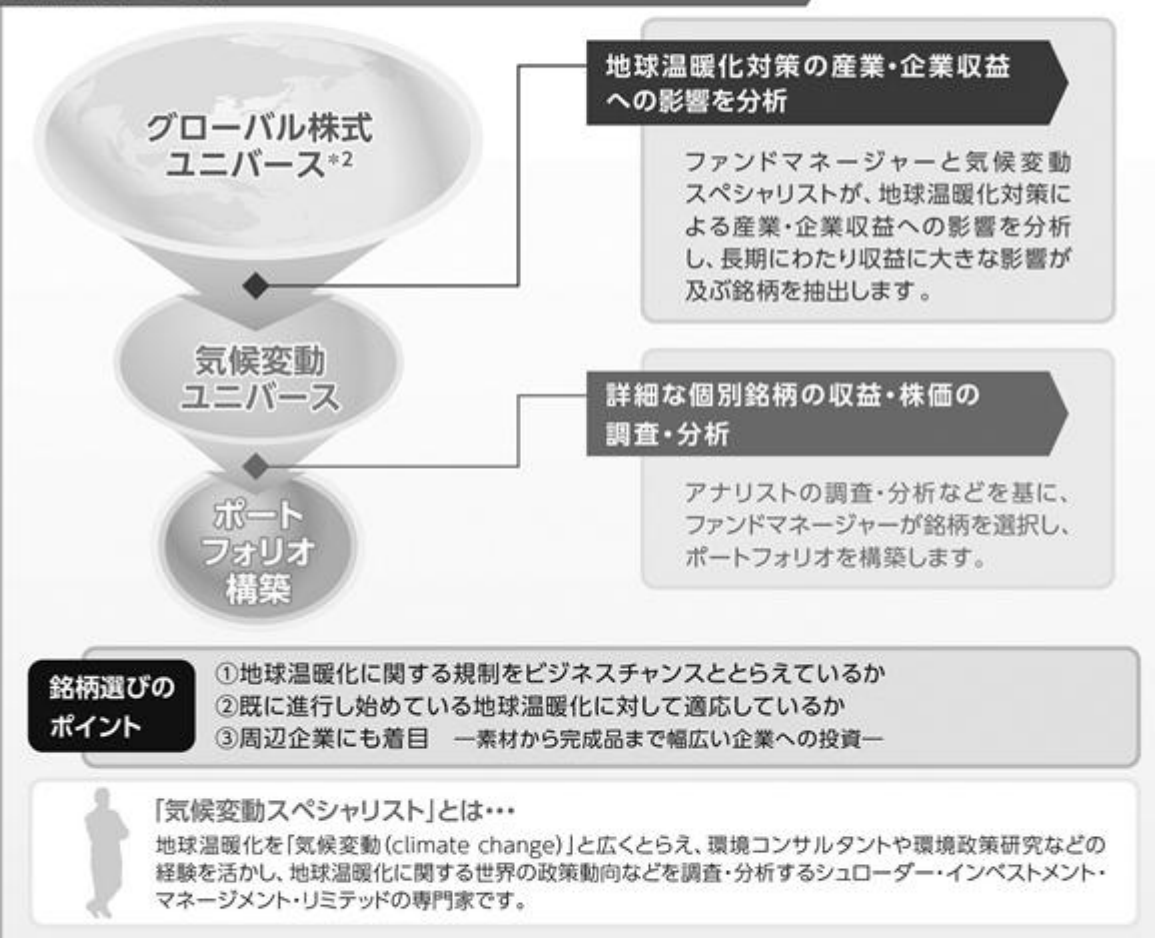 グローバル株式
ユニバース*2
地球温暖化対策の産業・企業収益
への影響を分析
ファンドマネージャーと気候変動
スペシャリストが、地球温暖化対策に
よる産業・企業収益への影響を分析
し、長期にわたり収益に大きな影響が
及ぶ銘柄を抽出します。
気候変動
ユニバース
詳細な個別銘柄の収益・株価の
調査・分析
アナリストの調査・分析などを基に、
ファンドマネージャーが銘柄を選択し、
ポートフォリオを構築します。
ポート
フォリオ
構築
銘柄選びの
ポイント
①地球温暖化に関する規制をビジネスチャンスととらえているか
②既に進行し始めている地球温暖化に対して適応しているか
③周辺企業にも着目 ―素材から完成品まで幅広い企業への投資―
「気候変動スペシャリスト」とは・・・
地球温暖化を「気候変動(climate change)」と広くとらえ、環境コンサルタントや環境政策研究などの
経験を活かし、地球温暖化に関する世界の政策動向などを調査・分析するシュローダー・インベストメント・
マネージメント・リミテッドの専門家です。